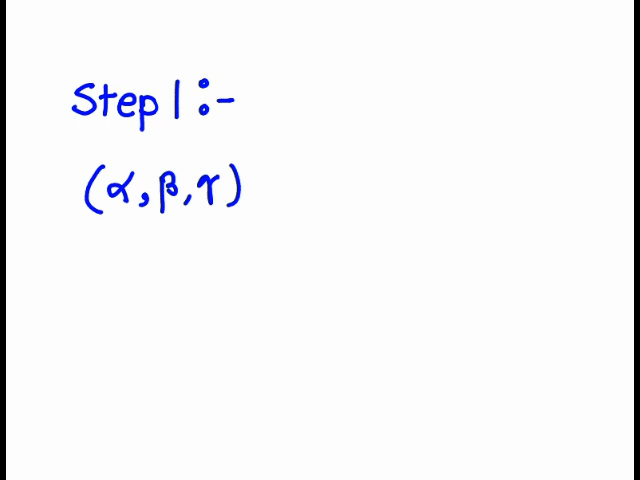 Step 1 :-
(α, β, γ)